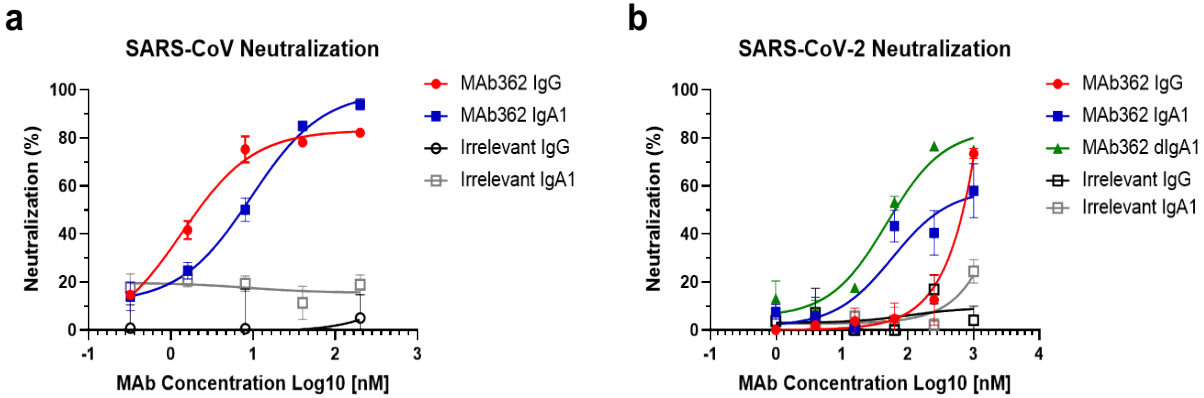 a
SARS-CoV Neutralization
Neutralization (%)
100
80
60
40
20
0
-1
0
1
2
3
MAb Concentration Log10 [nM]
MAb362 IgG
MAb362 IgA1
Irrelevant IgG
Irrelevant IgA1
b
SARS-CoV-2 Neutralization
Neutralization (%)
100
80
60
40
20
0
-1
0
1
2
3
4
MAb Concentration Log10 [nM]
MAb362 IgG
MAb362 IgA1
MAb362 dIgA1
Irrelevant IgG
Irrelevant IgA1